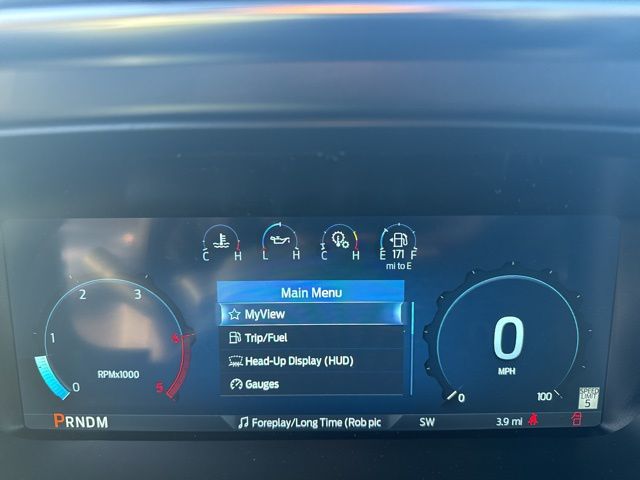 C H L H C H E 171 F
mi to E
Main Menu
MyView
Trip/Fuel
Head-Up Display (HUD)
Gauges
0 1 2 3 4 5
RPMx1000
0
MPH
0 100
SPEED
LIMIT
5
PRNDM
Foreplay/Long Time (Rob pic
SW
3.9 mi